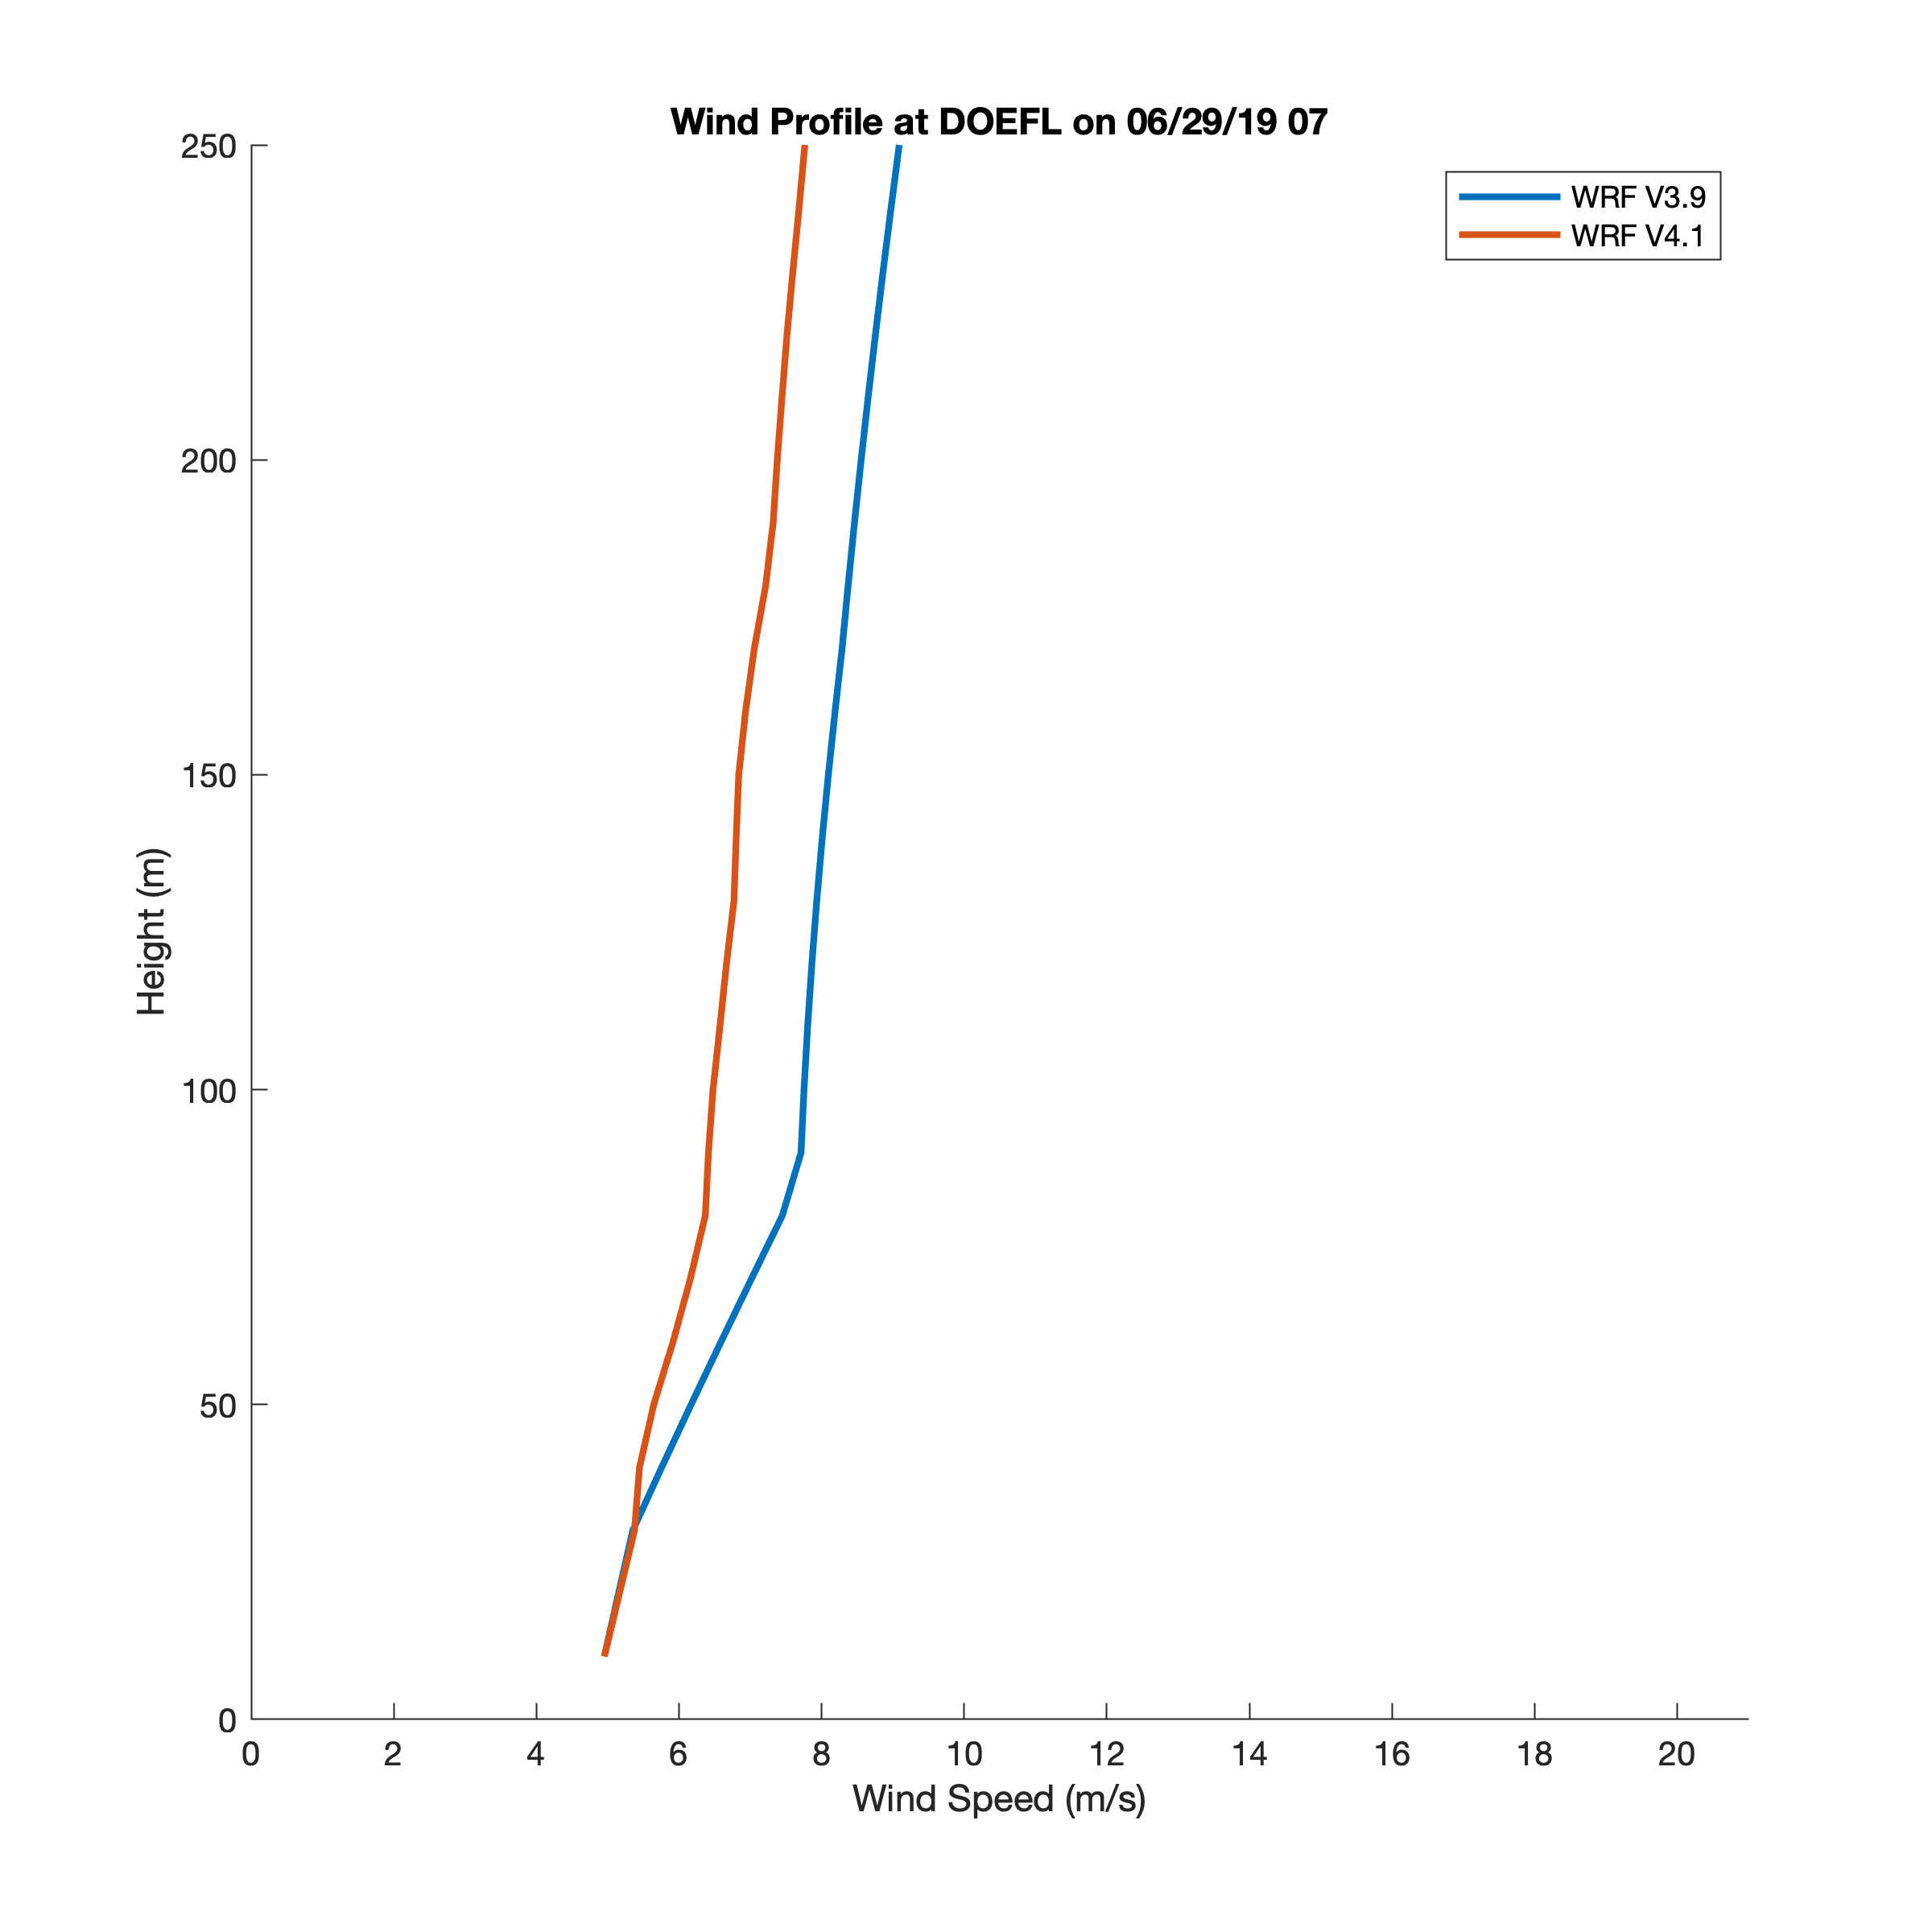 Wind Profile at DOEFL on 06/29/19 07
WRF V3.9
WRF V4.1
250
200
150
100
50
0
Height (m)
0 2 4 6 8 10 12 14 16 18 20
Wind Speed (m/s)